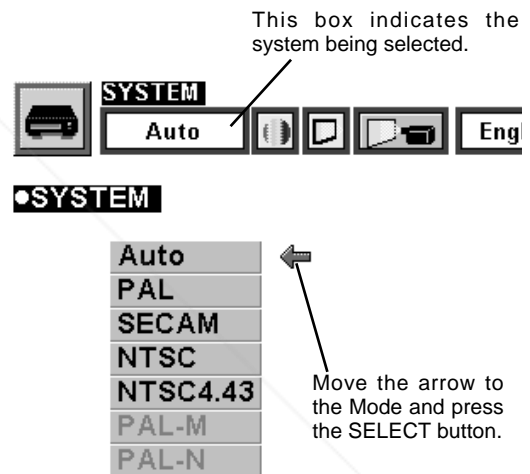 This box indicates the
system being selected.
SYSTEM
Auto
Engl
●SYSTEM
Auto
PAL
SECAM
NTSC
NTSC4.43
PAL-M
PAL-N
Move the arrow to
the Mode and press
the SELECT button.